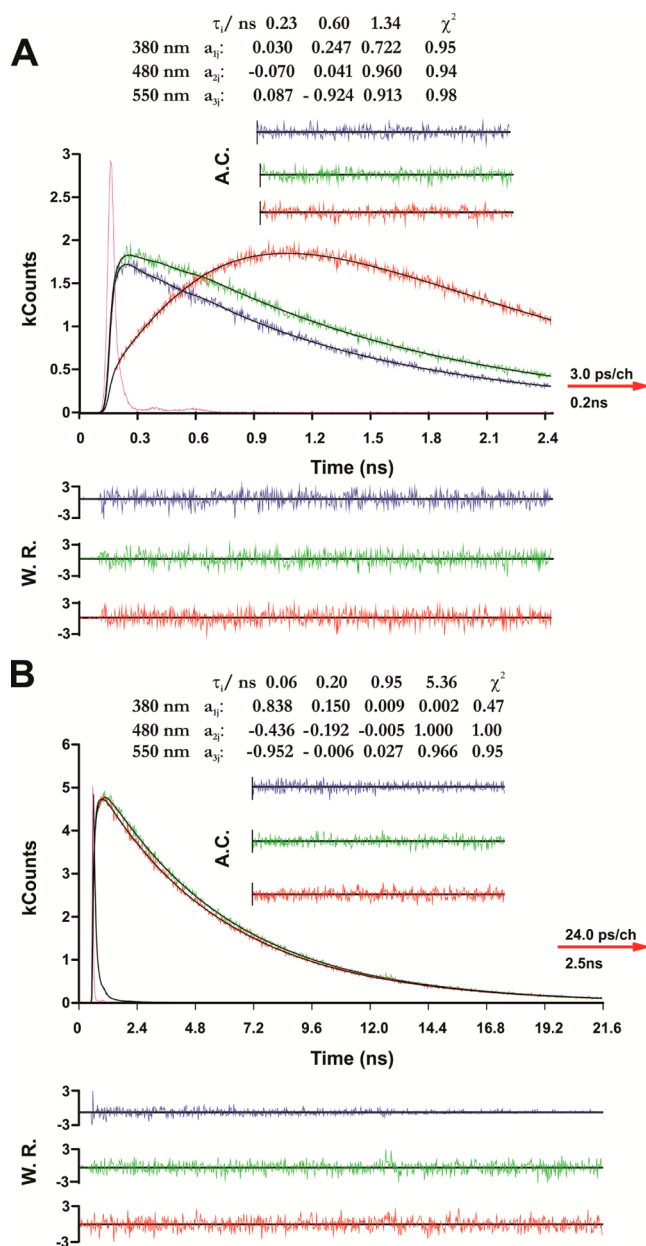 A
τi/ ns 0.23 0.60 1.34 χ2
380 nm a1j: 0.030 0.247 0.722 0.95
480 nm a2j: -0.070 0.041 0.960 0.94
550 nm a3j: 0.087 - 0.924 0.913 0.98
A.C.
kCounts
3
2.5
2
1.5
1
0.5
0
3.0 ps/ch
0.2ns
0 0.3 0.6 0.9 1.2 1.5 1.8 2.1 2.4
Time (ns)
W. R.
3
-3
3
-3
3
-3
B
τi/ ns 0.06 0.20 0.95 5.36 χ2
380 nm a1j: 0.838 0.150 0.009 0.002 0.47
480 nm a2j: -0.436 -0.192 -0.005 1.000 1.00
550 nm a3j: -0.952 - 0.006 0.027 0.966 0.95
A.C.
kCounts
6
5
4
3
2
1
0
24.0 ps/ch
2.5ns
0 2.4 4.8 7.2 9.6 12.0 14.4 16.8 19.2 21.6
Time (ns)
W. R.
3
-3
3
-3
3
-3